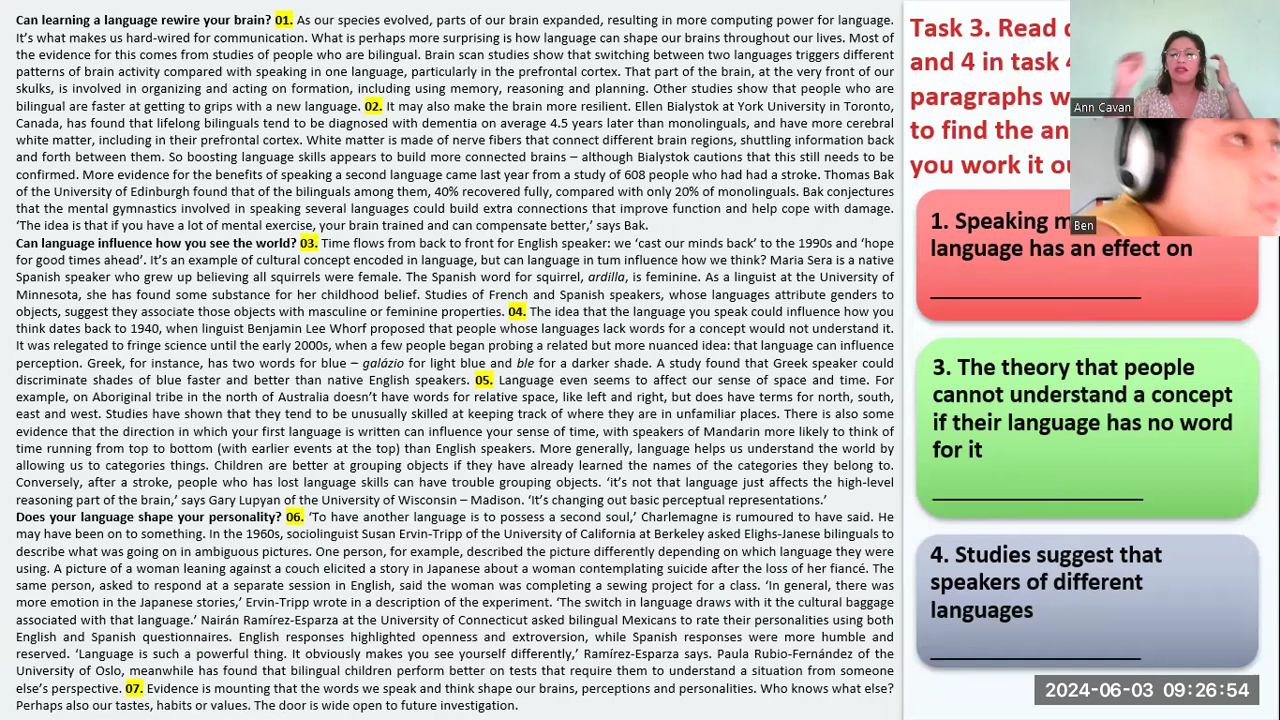 Can learning a language rewire your brain? 01. As our species evolved, parts of our brain expanded, resulting in more computing power for language.
It's what makes us hard-wired for communication. What is perhaps more surprising is how language can shape our brains throughout our lives. Most of
the evidence for this comes from studies of people who are bilingual. Brain scan studies show that switching between two languages triggers different
patterns of brain activity compared with speaking in one language, particularly in the prefrontal cortex. That part of the brain, at the very front of our
skulks, is involved in organizing and acting on formation, including using memory, reasoning and planning. Other studies show that people who are
bilingual are faster at getting to grips with a new language. 02. It may also make the brain more resilient. Ellen Bialystok at York University in Toronto,
Canada, has found that lifelong bilinguals tend to be diagnosed with dementia on average 4.5 years later than monolinguals, and have more cerebral
white matter, including in their prefrontal cortex. White matter is made of nerve fibers that connect different brain regions, shuttling information back
and forth between them. So boosting language skills appears to build more connected brains – although Bialystok cautions that this still needs to be
confirmed. More evidence for the benefits of speaking a second language came last year from a study of 608 people who had had a stroke. Thomas Bak
of the University of Edinburgh found that of the bilinguals among them, 40% recovered fully, compared with only 20% of monolinguals. Bak conjectures
that the mental gymnastics involved in speaking several languages could build extra connections that improve function and help cope with damage.
'The idea is that if you have a lot of mental exercise, your brain trained and can compensate better,' says Bak.
Can language influence how you see the world? 03. Time flows from back to front for English speaker: we 'cast our minds back' to the 1990s and 'hope
for good times ahead'. It's an example of cultural concept encoded in language, but can language in tum influence how we think? Maria Sera is a native
Spanish speaker who grew up believing all squirrels were female. The Spanish word for squirrel, ardilla, is feminine. As a linguist at the University of
Minnesota, she has found some substance for her childhood belief. Studies of French and Spanish speakers, whose languages attribute genders to
objects, suggest they associate those objects with masculine or feminine properties. 04. The idea that the language you speak could influence how you
think dates back to 1940, when linguist Benjamin Lee Whorf proposed that people whose languages lack words for a concept would not understand it.
It was relegated to fringe science until the early 2000s, when a few people began probing a related but more nuanced idea: that language can influence
perception. Greek, for instance, has two words for blue – galázio for light blue and ble for a darker shade. A study found that Greek speaker could
discriminate shades of blue faster and better than native English speakers. 05. Language even seems to affect our sense of space and time. For
example, on Aboriginal tribe in the north of Australia doesn't have words for relative space, like left and right, but does have terms for north, south,
east and west. Studies have shown that they tend to be unusually skilled at keeping track of where they are in unfamiliar places. There is also some
evidence that the direction in which your first language is written can influence your sense of time, with speakers of Mandarin more likely to think of
time running from top to bottom (with earlier events at the top) than English speakers. More generally, language helps us understand the world by
allowing us to categories things. Children are better at grouping objects if they have already learned the names of the categories they belong to.
Conversely, after a stroke, people who has lost language skills can have trouble grouping objects. 'it's not that language just affects the high-level
reasoning part of the brain,' says Gary Lupyan of the University of Wisconsin – Madison. 'It's changing out basic perceptual representations.'
Does your language shape your personality? 06. 'To have another language is to possess a second soul,' Charlemagne is rumoured to have said. He
may have been on to something. In the 1960s, sociolinguist Susan Ervin-Tripp of the University of California at Berkeley asked Elighs-Janese bilinguals to
describe what was going on in ambiguous pictures. One person, for example, described the picture differently depending on which language they were
using. A picture of a woman leaning against a couch elicited a story in Japanese about a woman contemplating suicide after the loss of her fiancé. The
same person, asked to respond at a separate session in English, said the woman was completing a sewing project for a class. 'In general, there was
more emotion in the Japanese stories,' Ervin-Tripp wrote in a description of the experiment. 'The switch in language draws with it the cultural baggage
associated with that language.' Nairán Ramírez-Esparza at the University of Connecticut asked bilingual Mexicans to rate their personalities using both
English and Spanish questionnaires. English responses highlighted openness and extroversion, while Spanish responses were more humble and
reserved. 'Language is such a powerful thing. It obviously makes you see yourself differently,' Ramírez-Esparza says. Paula Rubio-Fernández of the
University of Oslo, meanwhile has found that bilingual children perform better on tests that require them to understand a situation from someone
else's perspective. 07. Evidence is mounting that the words we speak and think shape our brains, perceptions and personalities. Who knows what else?
Perhaps also our tastes, habits or values. The door is wide open to future investigation.
Task 3. Read
and 4 in task
paragraphs
to find the
you work it
1. Speaking
language has an effect on
3. The theory that people
cannot understand a concept
if their language has no word
for it
4. Studies suggest that
speakers of different
languages
Ann Cavan
Ben
2024-06-03 09:26:54